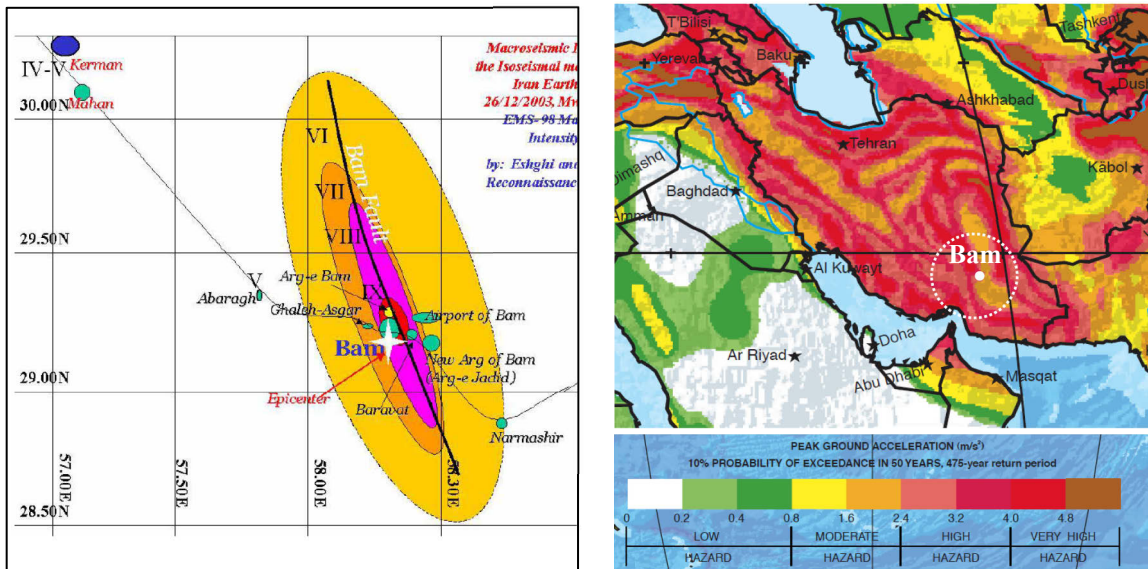 Macroseismic
the Isoseismal
Iran
26/12/2003,
EMS-98
Intensity
by: Eshghi and
Reconnaissance
Kerman
IV-V
Mahan
30.00N
VI
Bam Fault
VII
29.50N
VIII
V
Arg-e Bam
Abaragh
IX
Ghaleh-Asgar
Airport of Bam
Bam
New Arg of Bam
(Arg-e Jadid)
29.00N
Epicenter
Baravat
Narmashir
57.00E
57.50E
58.00E
58.30E
28.50N
T'Bilisi
Tashkent
Yerevan
Baku
Ashkhabad
Tehran
Kābol
Dimashq
Baghdad
Amman
Bam
Al Kuwayt
Doha
Ar Riyad
Abu Dhabi
Masqat
PEAK GROUND ACCELERATION (m/s²)
10% PROBABILITY OF EXCEEDANCE IN 50 YEARS, 475-year return period
0 0.2 0.4 0.8 1.6 2.4 3.2 4.0 4.8
LOW MODERATE HIGH VERY HIGH
HAZARD HAZARD HAZARD HAZARD